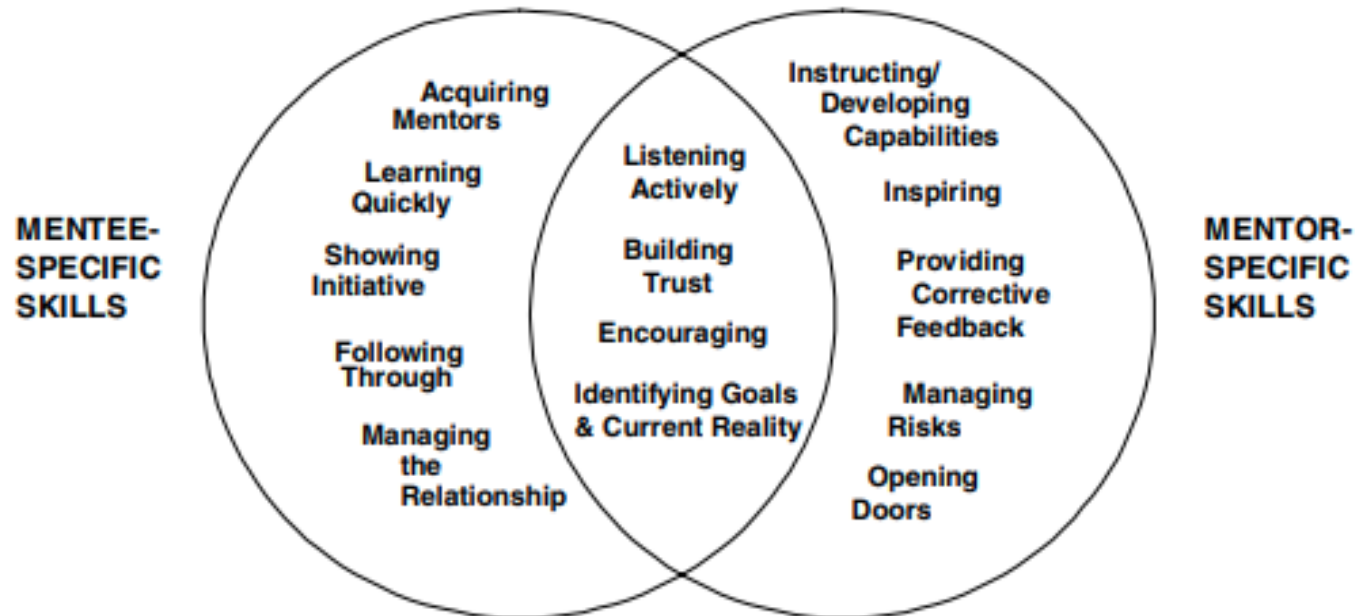 MENTEE-
SPECIFIC
SKILLS
Acquiring
Mentors
Learning
Quickly
Showing
Initiative
Following
Through
Managing
the
Relationship
Listening
Actively
Building
Trust
Encouraging
Identifying Goals
& Current Reality
Instructing/
Developing
Capabilities
Inspiring
Providing
Corrective
Feedback
Managing
Risks
Opening
Doors
MENTOR-
SPECIFIC
SKILLS